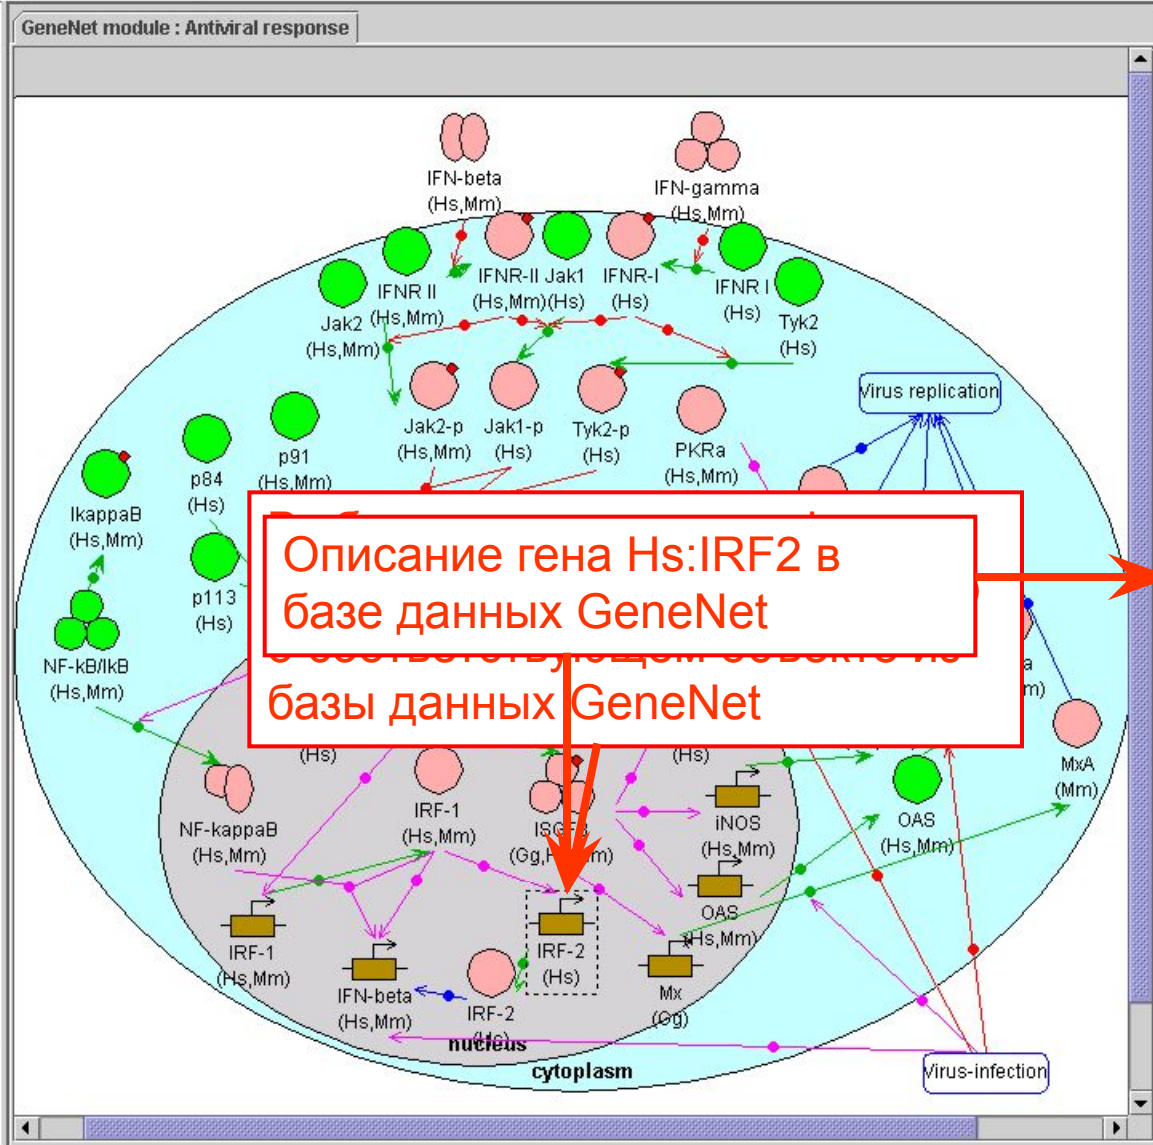 GeneNet module : Antiviral response
IFN-beta
(Hs,Mm)
IFN-gamma
(Hs,Mm)
IFNR II
(Hs,Mm)
IFNR-II
(Hs,Mm)
Jak1
(Hs)
IFNR-I
(Hs)
IFNR I
(Hs)
Jak2
(Hs,Mm)
Tyk2
(Hs)
Jak2-p
(Hs,Mm)
Jak1-p
(Hs)
Tyk2-p
(Hs)
PKRa
(Hs,Mm)
Virus replication
p91
(Hs,Mm)
p84
(Hs)
IkappaB
(Hs,Mm)
p113
(Hs)
NF-kB/IkB
(Hs,Mm)
Описание гена Hs:IRF2 в
базе данных GeneNet
базы данных GeneNet
(Hs)
(Hs)
MxA
(Mm)
NF-kappaB
(Hs,Mm)
IRF-1
(Hs,Mm)
iNOS
(Hs,Mm)
OAS
(Hs,Mm)
OAS
(Hs,Mm)
IRF-1
(Hs,Mm)
IRF-2
(Hs)
IFN-beta
(Hs,Mm)
IRF-2
(Hs)
Mx
(Gg)
nucleus
cytoplasm
Virus-infection